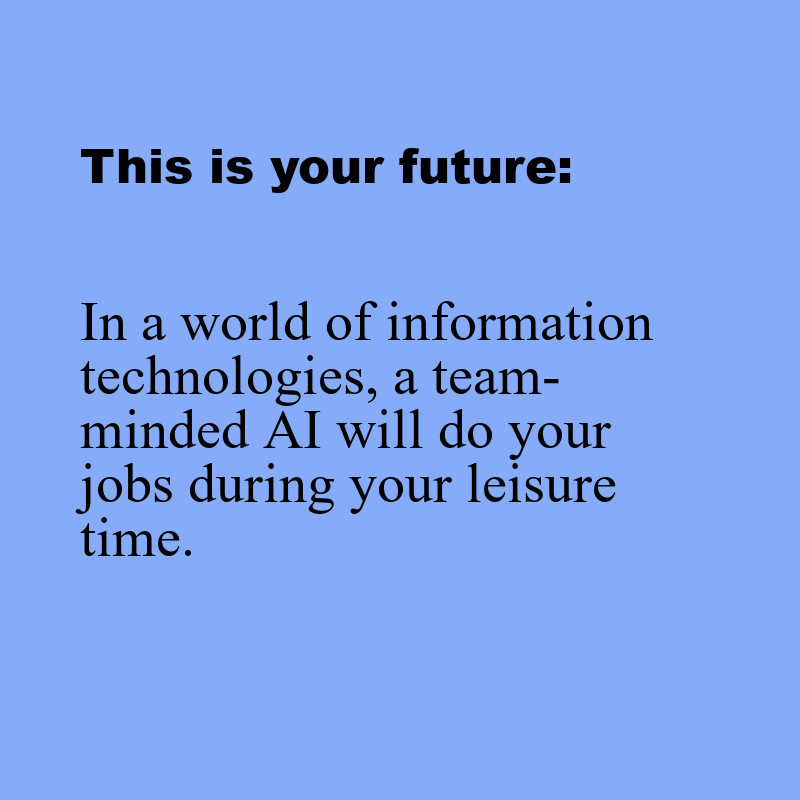 This is your future:
In a world of information
technologies, a team-
minded AI will do your
jobs during your leisure
time.